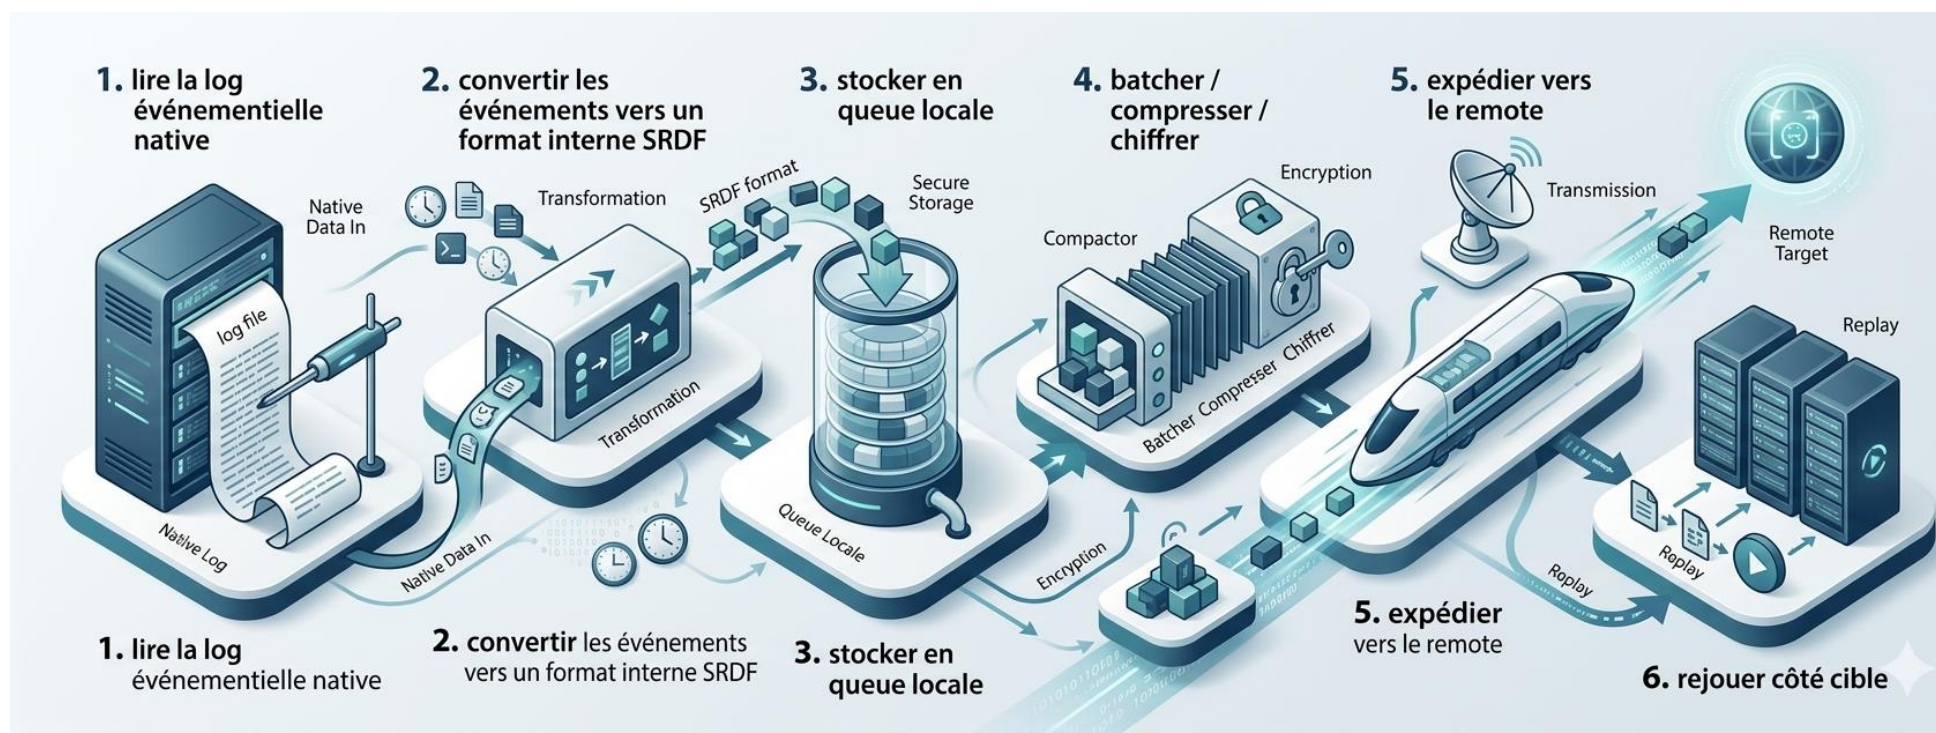 1. lire la log
événementielle
native
2. convertir les
événements vers un
format interne SRDF
3. stocker en
queue locale
4. batcher /
compresser /
chiffrer
5. expédier vers
le remote
Native
Data In
Transformation
SRDF format
Secure
Storage
Compactor
Encryption
Transmission
Remote
Target
log file
Transformation
Batcher Compresser Chiffrer
Replay
Native Log
Native Data In
Queue Locale
Encryption
Roplay
Replay
1. lire la log
événementielle native
2. convertir les événements
vers un format interne SRDF
3. stocker en
queue locale
5. expédier
vers le remote
6. rejouer côté cible